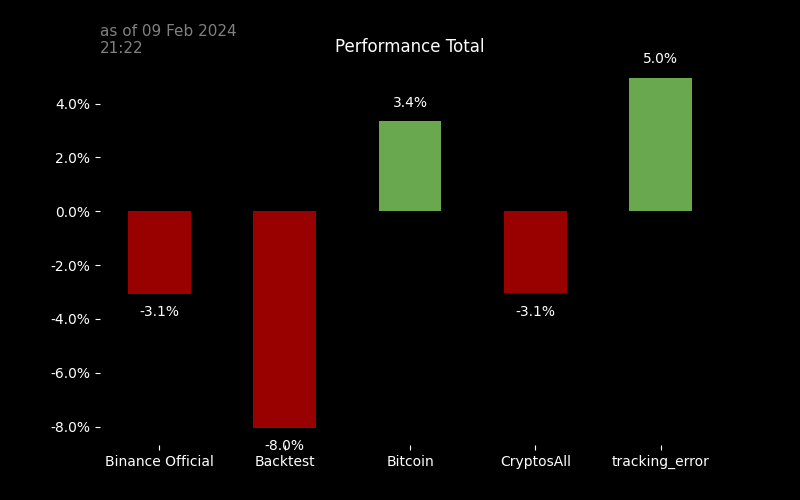 as of 09 Feb 2024
21:22
Performance Total
5.0%
3.4%
4.0%
2.0%
0.0%
-2.0%
-4.0%
-6.0%
-8.0%
-3.1%
-3.1%
-8.0%
Binance Official
Backtest
Bitcoin
CryptosAll
tracking_error